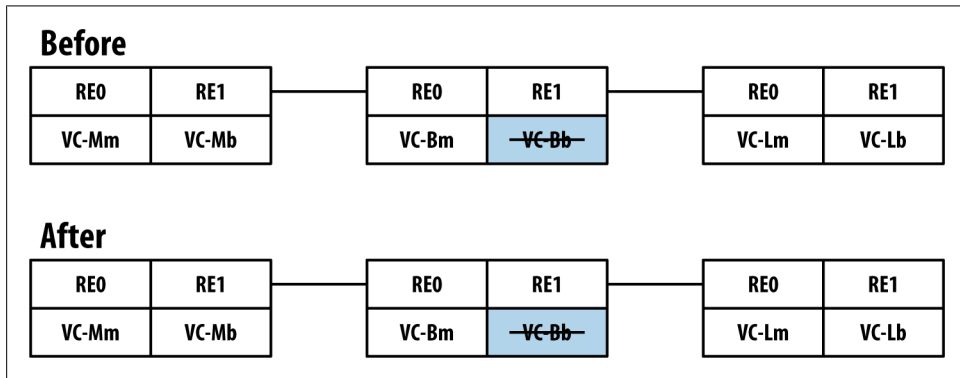 Before
RE0 RE1 RE0 RE1 RE0 RE1
VC-Mm VC-Mb VC-Bm VC-Bb VC-Lm VC-Lb
After
RE0 RE1 RE0 RE1 RE0 RE1
VC-Mm VC-Mb VC-Bm VC-Bb VC-Lm VC-Lb